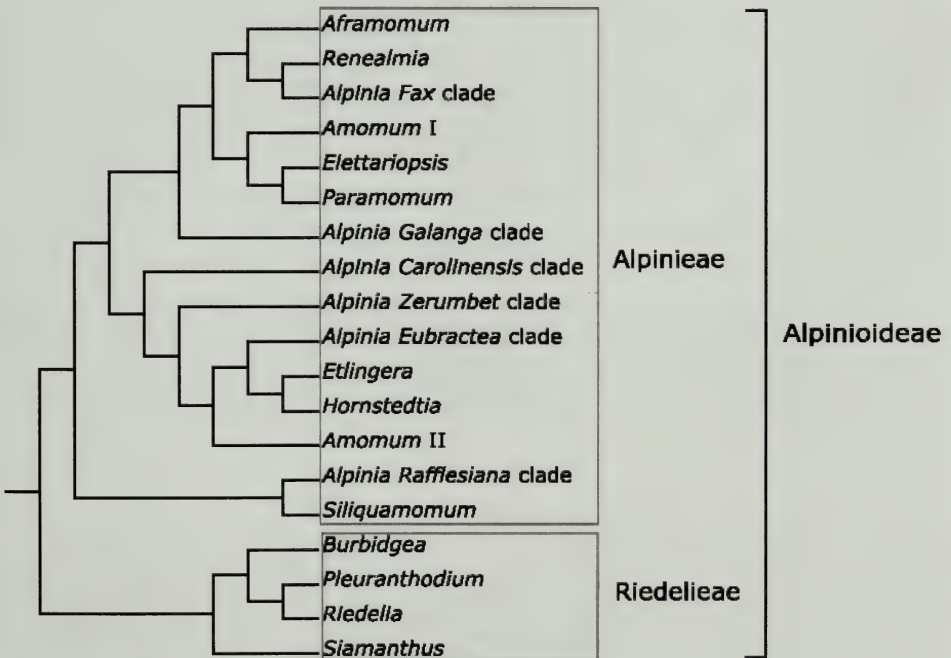 Aframomum
Renealmia
Alpinia Fax clade
Amomum I
Elettariopsis
Paramomum
Alpinia Galanga clade
Alpinia Carolinensis clade
Alpinia Zerumbet clade
Alpinia Eubractea clade
Etlingera
Hornstedtia
Amomum II
Alpinia Rafflesiana clade
Siliquamomum
Alpinieae
Burbidgea
Pleuranthodium
Riedelia
Siamanthus
Riedelieae
Alpinioideae